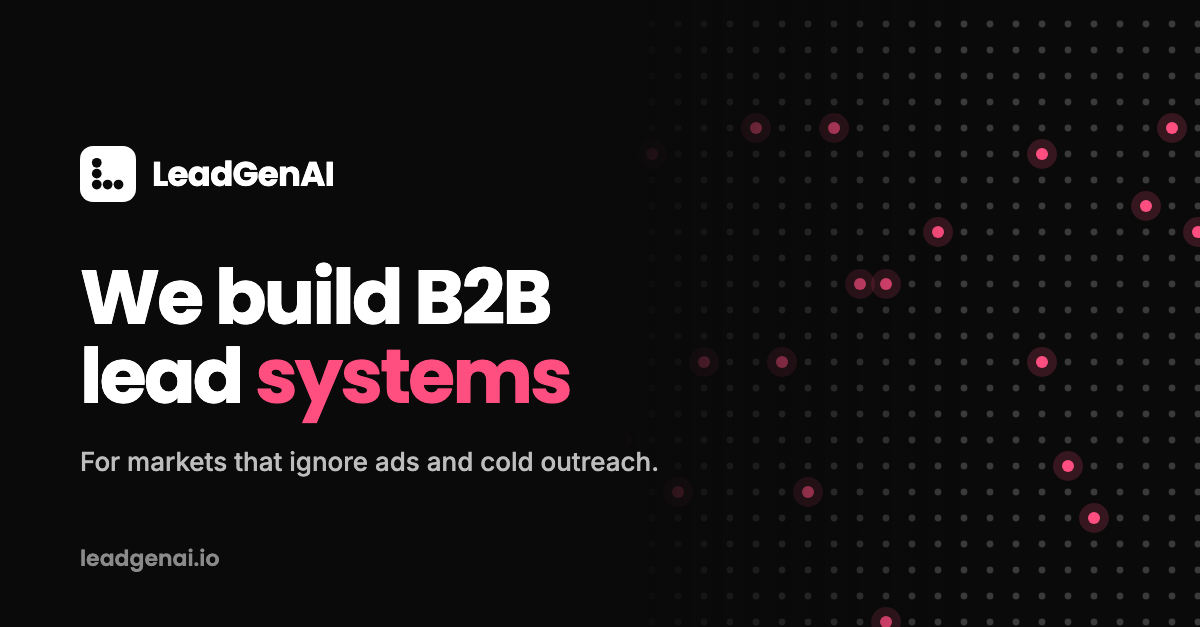 LeadGenAI
We build B2B
lead systems
For markets that ignore ads and cold outreach.
leadgenai.io